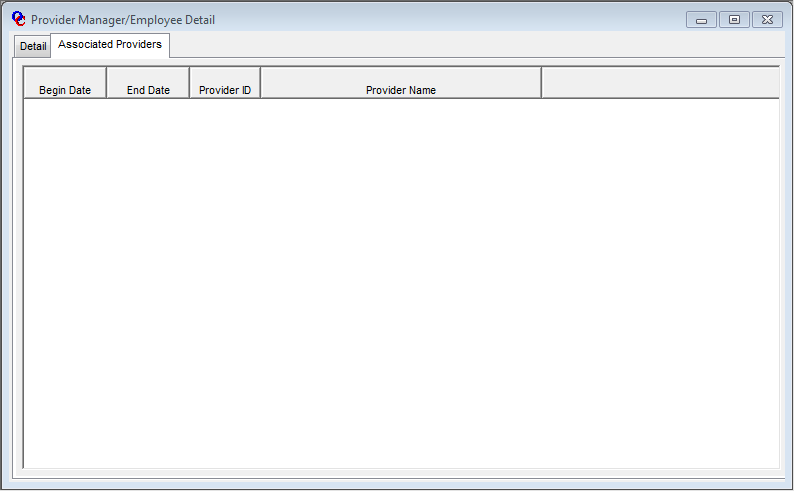 Provider Manager/Employee Detail
Detail
Associated Providers
Begin Date
End Date
Provider ID
Provider Name